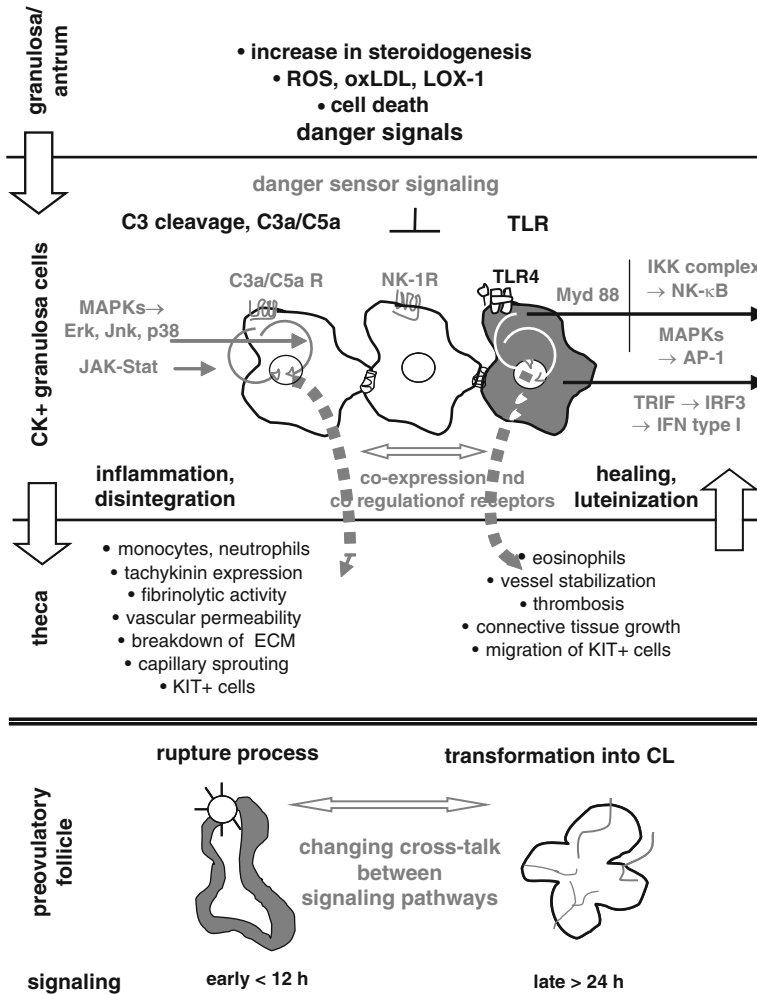 granulosa/
antrum
• increase in steroidogenesis
• ROS, oxLDL, LOX-1
• cell death
danger signals
danger sensor signaling
C3 cleavage, C3a/C5a
TLR
CK+ granulosa cells
C3a/C5a R
NK-1R
TLR4
Myd 88
IKK complex
→ NK-κB
MAPKs→
Erk, Jnk, p38
JAK-Stat
MAPKs
→ AP-1
TRIF → IRF3
→ IFN type I
inflammation,
disintegration
co-expression nd
co regulationof receptors
healing,
luteinization
theca
• monocytes, neutrophils
• tachykinin expression
• fibrinolytic activity
• vascular permeability
• breakdown of ECM
• capillary sprouting
• KIT+ cells
• eosinophils
• vessel stabilization
• thrombosis
• connective tissue growth
• migration of KIT+ cells
rupture process
transformation into CL
preovulatory
follicle
changing cross-talk
between
signaling pathways
signaling
early < 12 h
late > 24 h